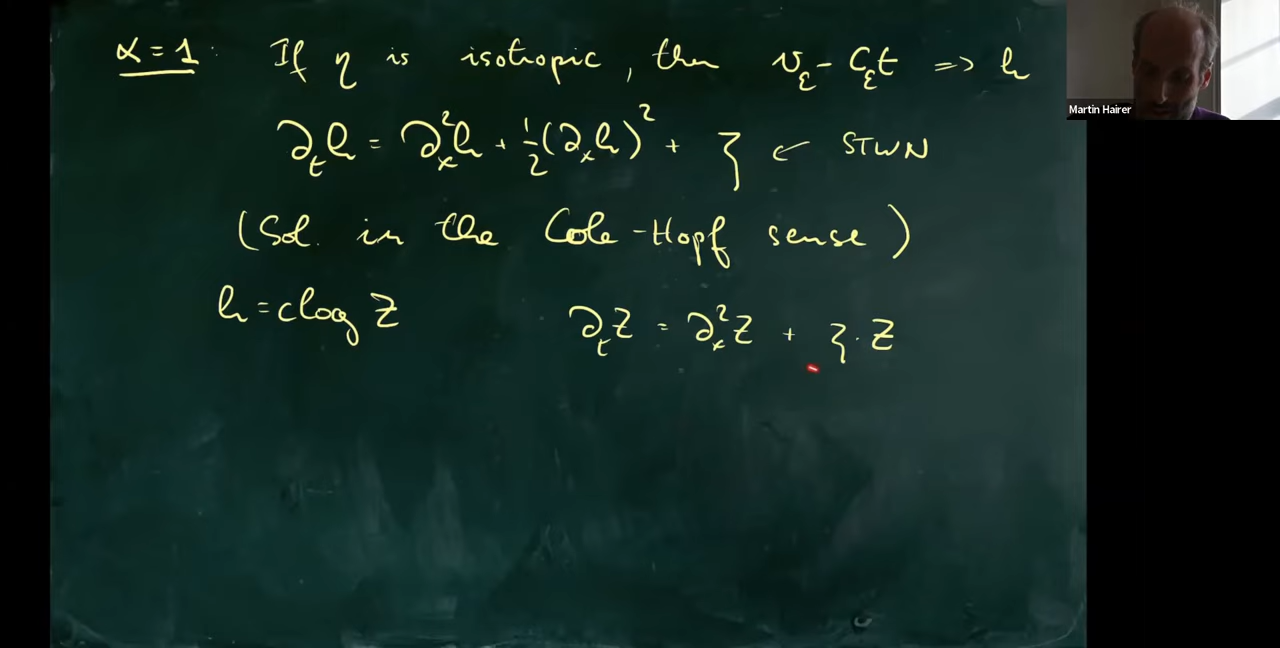 α = 1: If η is isotropic, then v_ε - C_ε t => h
∂_t h = ∂_x^2 h + 1/2 (∂_x h)^2 + ξ ← STWN
(Sol. in the Cole-Hopf sense)
h = c log Z ∂_t Z = ∂_x^2 Z + ξ · Z
Martin Hairer